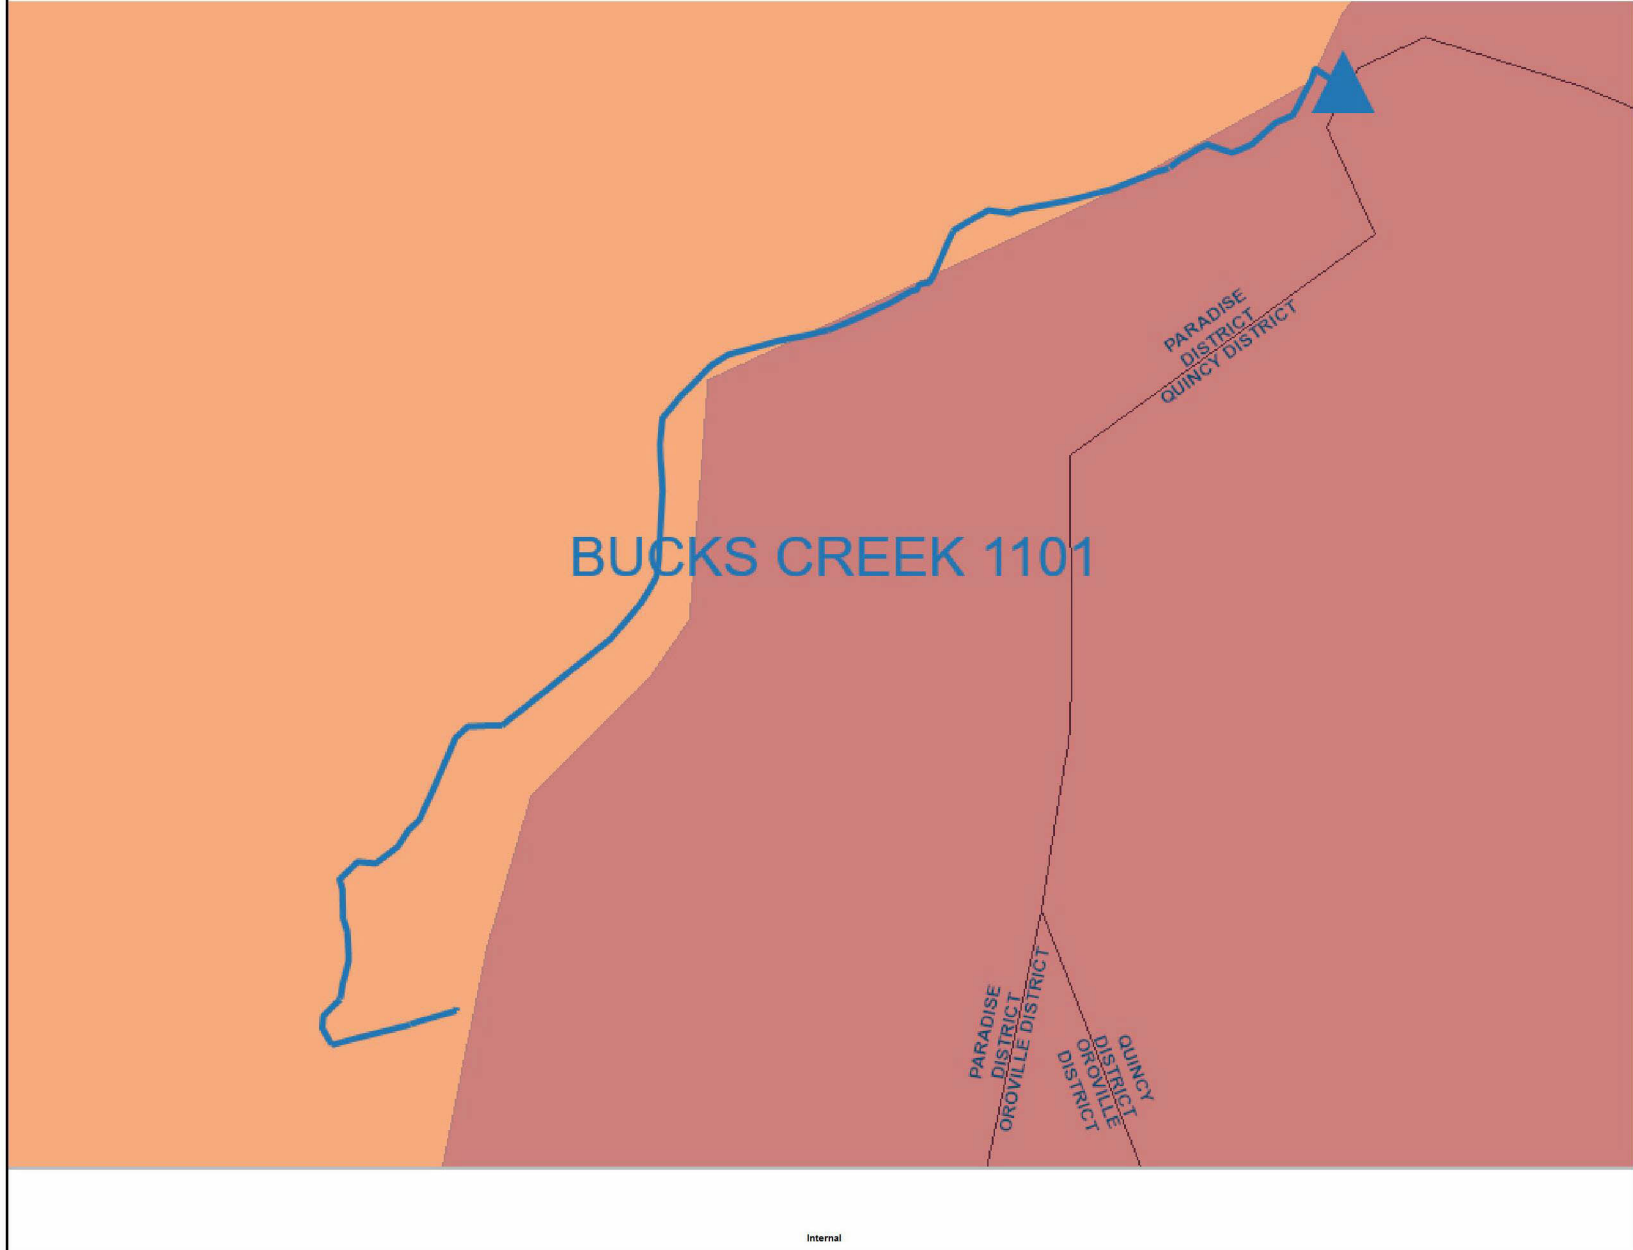 PARADISE
DISTRICT
QUINCY DISTRICT
BUCKS CREEK 1101
PARADISE
DISTRICT
OROVILLE DISTRICT
QUINCY
DISTRICT
OROVILLE
DISTRICT
Internal